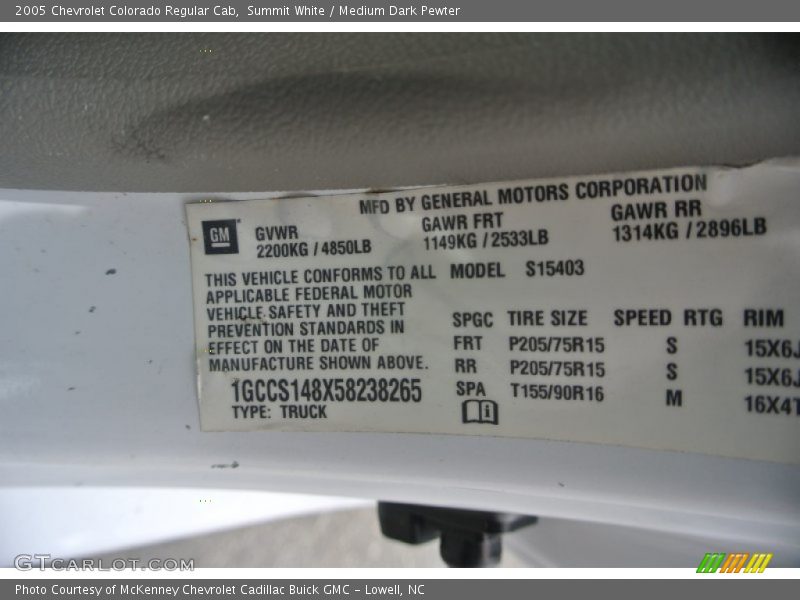 2005 Chevrolet Colorado Regular Cab, Summit White / Medium Dark Pewter
MFD BY GENERAL MOTORS CORPORATION
GM
GVWR
2200KG / 4850LB
GAWR FRT
1149KG / 2533LB
GAWR RR
1314KG / 2896LB
THIS VEHICLE CONFORMS TO ALL
APPLICABLE FEDERAL MOTOR
VEHICLE SAFETY AND THEFT
PREVENTION STANDARDS IN
EFFECT ON THE DATE OF
MANUFACTURE SHOWN ABOVE.
1GCCS148X58238265
TYPE: TRUCK
MODEL S15403
SPGC TIRE SIZE SPEED RTG RIM
FRT P205/75R15 S 15X6J
RR P205/75R15 S 15X6J
SPA T155/90R16 M 16X4T
GTCARLOT.COM
Photo Courtesy of McKenney Chevrolet Cadillac Buick GMC - Lowell, NC